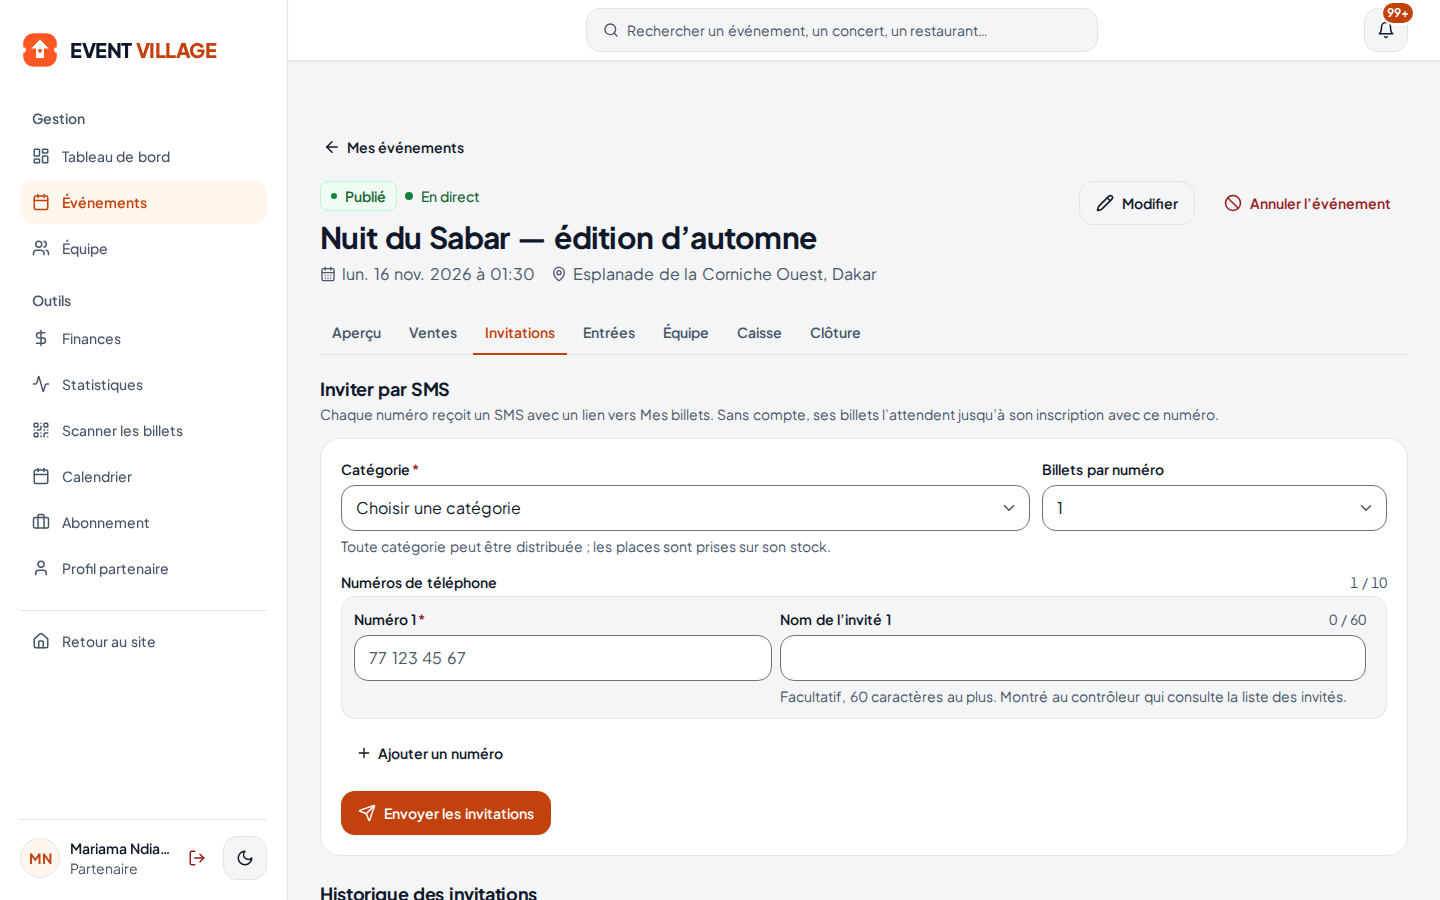 EVENT VILLAGE
Gestion
Tableau de bord
Événements
Équipe
Outils
Finances
Statistiques
Scanner les billets
Calendrier
Abonnement
Profil partenaire
Retour au site
MN
Mariama Ndia...
Partenaire
Rechercher un événement, un concert, un restaurant...
99+
Mes événements
Publié
En direct
Modifier
Annuler l'événement
Nuit du Sabar — édition d'automne
lun. 16 nov. 2026 à 01:30
Esplanade de la Corniche Ouest, Dakar
Aperçu
Ventes
Invitations
Entrées
Équipe
Caisse
Clôture
Inviter par SMS
Chaque numéro reçoit un SMS avec un lien vers Mes billets. Sans compte, ses billets l'attendent jusqu'à son inscription avec ce numéro.
Catégorie *
Billets par numéro
Choisir une catégorie
1
Toute catégorie peut être distribuée ; les places sont prises sur son stock.
Numéros de téléphone
1 / 10
Numéro 1 *
Nom de l'invité 1
0 / 60
77 123 45 67
Facultatif, 60 caractères au plus. Montré au contrôleur qui consulte la liste des invités.
Ajouter un numéro
Envoyer les invitations
Historique des invitations